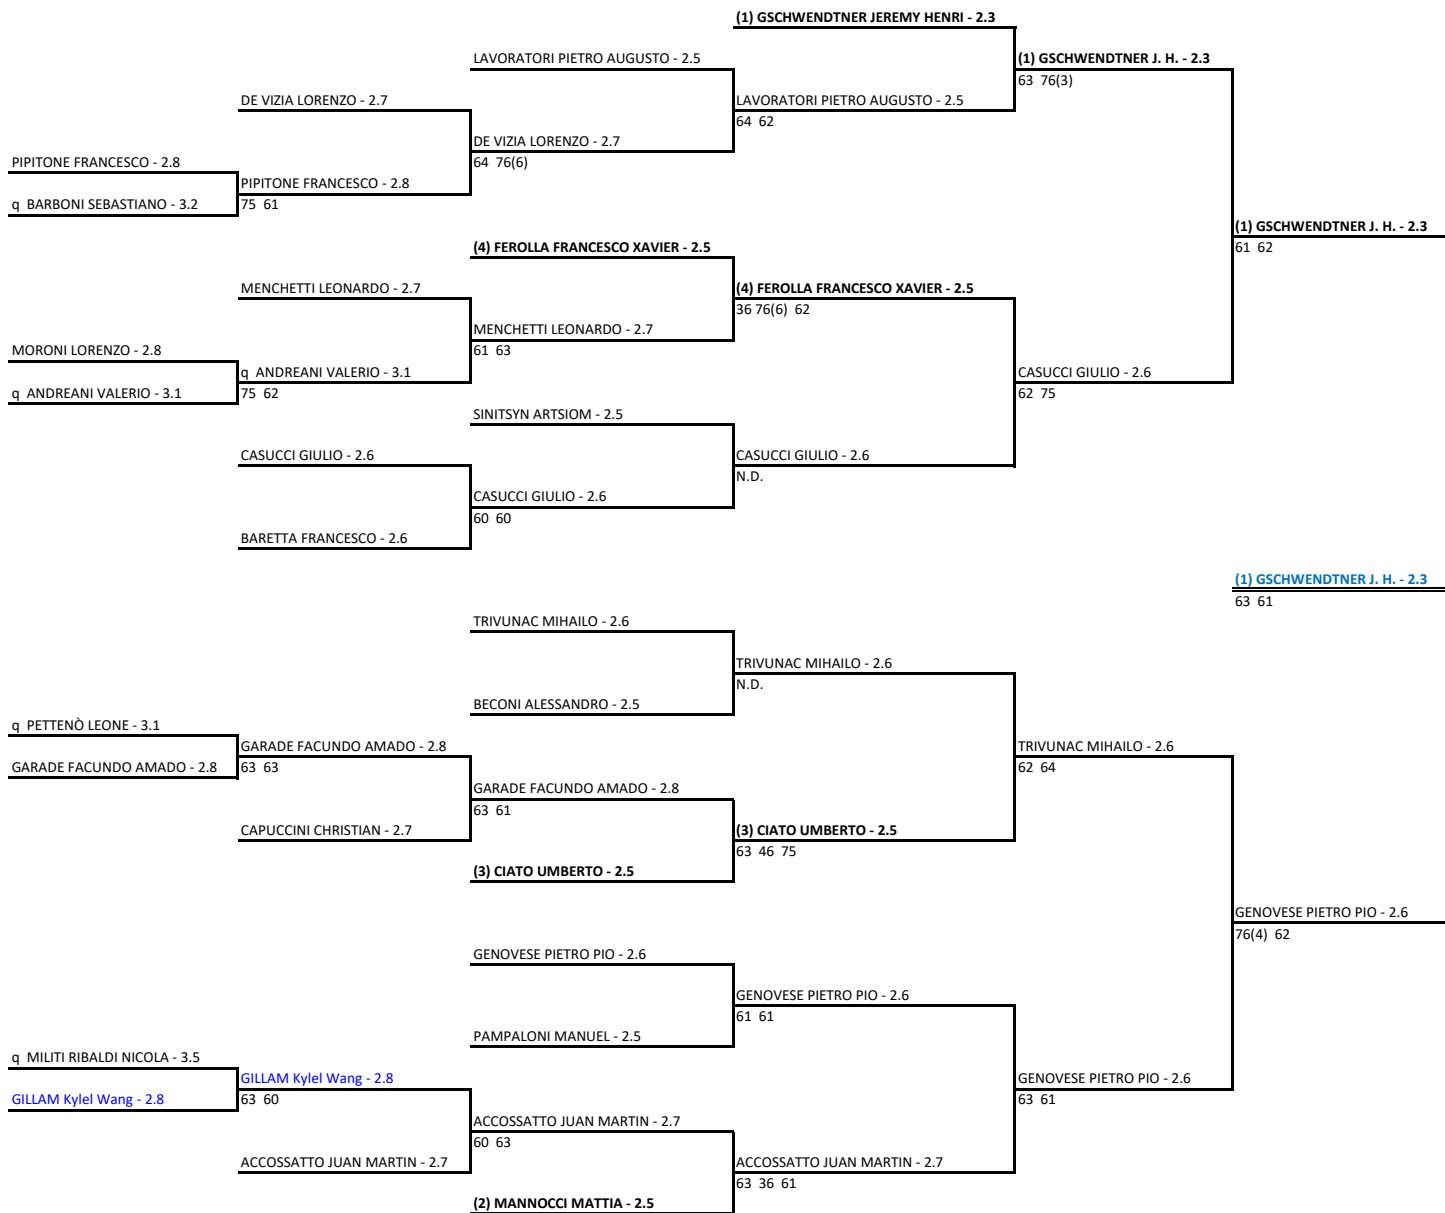 (1) GSCHWENDTNER JEREMY HENRI - 2.3
LAVORATORI PIETRO AUGUSTO - 2.5
(1) GSCHWENDTNER J. H. - 2.3
63 76(3)
DE VIZIA LORENZO - 2.7
LAVORATORI PIETRO AUGUSTO - 2.5
64 62
DE VIZIA LORENZO - 2.7
64 76(6)
PIPITONE FRANCESCO - 2.8
PIPITONE FRANCESCO - 2.8
75 61
q BARBONI SEBASTIANO - 3.2
(1) GSCHWENDTNER J. H. - 2.3
61 62
(4) FEROLLA FRANCESCO XAVIER - 2.5
MENCHETTI LEONARDO - 2.7
(4) FEROLLA FRANCESCO XAVIER - 2.5
36 76(6) 62
MENCHETTI LEONARDO - 2.7
61 63
MORONI LORENZO - 2.8
q ANDREANI VALERIO - 3.1
75 62
q ANDREANI VALERIO - 3.1
CASUCCI GIULIO - 2.6
62 75
SINITSYN ARTSIOM - 2.5
CASUCCI GIULIO - 2.6
CASUCCI GIULIO - 2.6
N.D.
CASUCCI GIULIO - 2.6
60 60
BARETTA FRANCESCO - 2.6
(1) GSCHWENDTNER J. H. - 2.3
63 61
TRIVUNAC MIHAILO - 2.6
TRIVUNAC MIHAILO - 2.6
N.D.
BECONI ALESSANDRO - 2.5
q PETTENÒ LEONE - 3.1
GARADE FACUNDO AMADO - 2.8
63 63
TRIVUNAC MIHAILO - 2.6
62 64
GARADE FACUNDO AMADO - 2.8
GARADE FACUNDO AMADO - 2.8
63 61
CAPUCCINI CHRISTIAN - 2.7
(3) CIATO UMBERTO - 2.5
63 46 75
(3) CIATO UMBERTO - 2.5
GENOVESE PIETRO PIO - 2.6
76(4) 62
GENOVESE PIETRO PIO - 2.6
GENOVESE PIETRO PIO - 2.6
61 61
PAMPALONI MANUEL - 2.5
q MILITI RIBALDI NICOLA - 3.5
GILLAM Kylel Wang - 2.8
63 60
GENOVESE PIETRO PIO - 2.6
63 61
GILLAM Kylel Wang - 2.8
ACCOSSATTO JUAN MARTIN - 2.7
60 63
ACCOSSATTO JUAN MARTIN - 2.7
ACCOSSATTO JUAN MARTIN - 2.7
63 36 61
(2) MANNOCCI MATTIA - 2.5